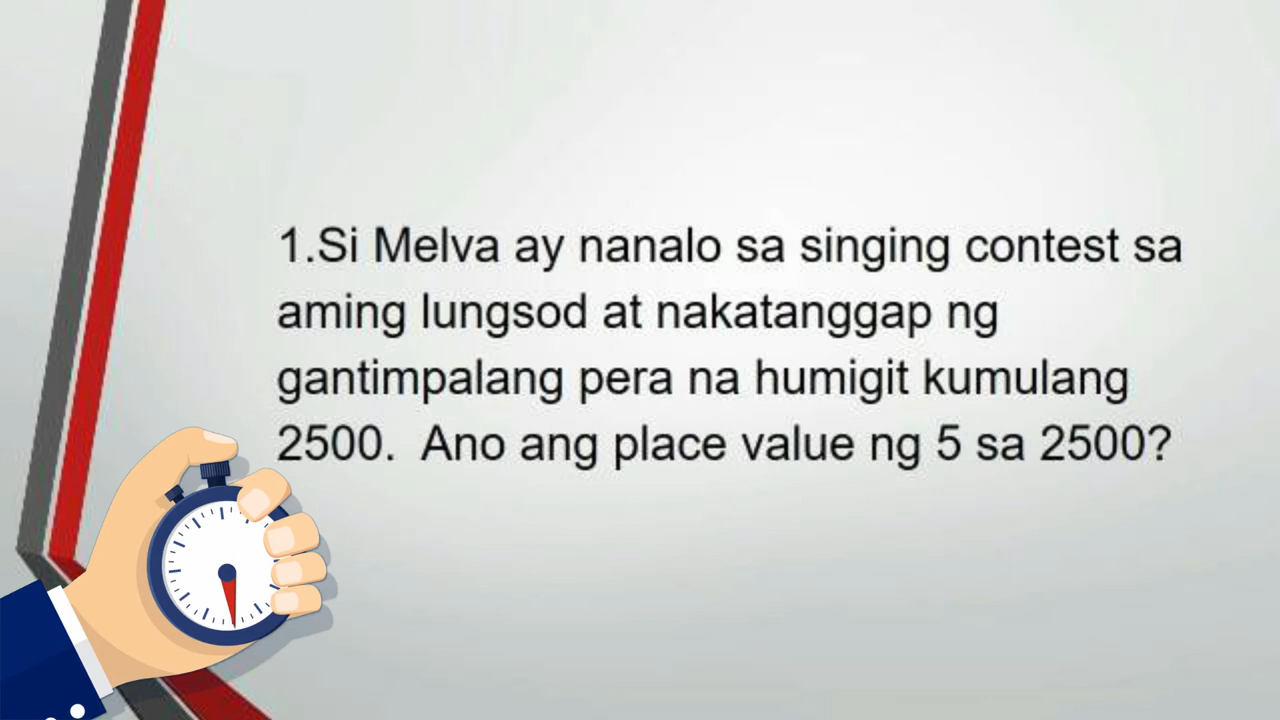 1.Si Melva ay nanalo sa singing contest sa
aming lungsod at nakatanggap ng
gantimpalang pera na humigit kumulang
2500.  Ano ang place value ng 5 sa 2500?